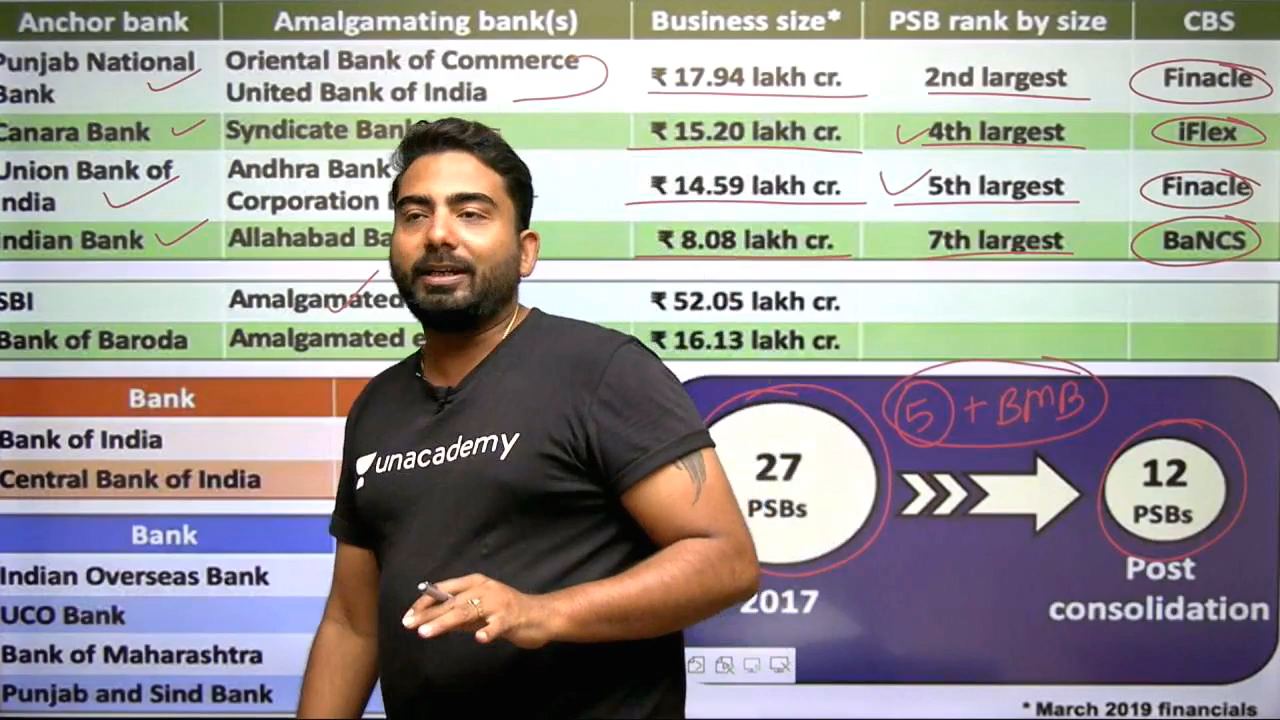 Anchor bank Amalgamating bank(s) Business size* PSB rank by size CBS
Punjab National Bank Oriental Bank of Commerce United Bank of India ₹ 17.94 lakh cr. 2nd largest Finacle
Canara Bank Syndicate Bank ₹ 15.20 lakh cr. 4th largest iFlex
Union Bank of India Andhra Bank Corporation ₹ 14.59 lakh cr. 5th largest Finacle
Indian Bank Allahabad Ba ₹ 8.08 lakh cr. 7th largest BaNCS
SBI Amalgamated ₹ 52.05 lakh cr.
Bank of Baroda Amalgamated e ₹ 16.13 lakh cr.
Bank
Bank of India
Central Bank of India
Bank
Indian Overseas Bank
UCO Bank
Bank of Maharashtra
Punjab and Sind Bank
unacademy
5 + BMB
27
PSBs
2017
12
PSBs
Post
consolidation
* March 2019 financials